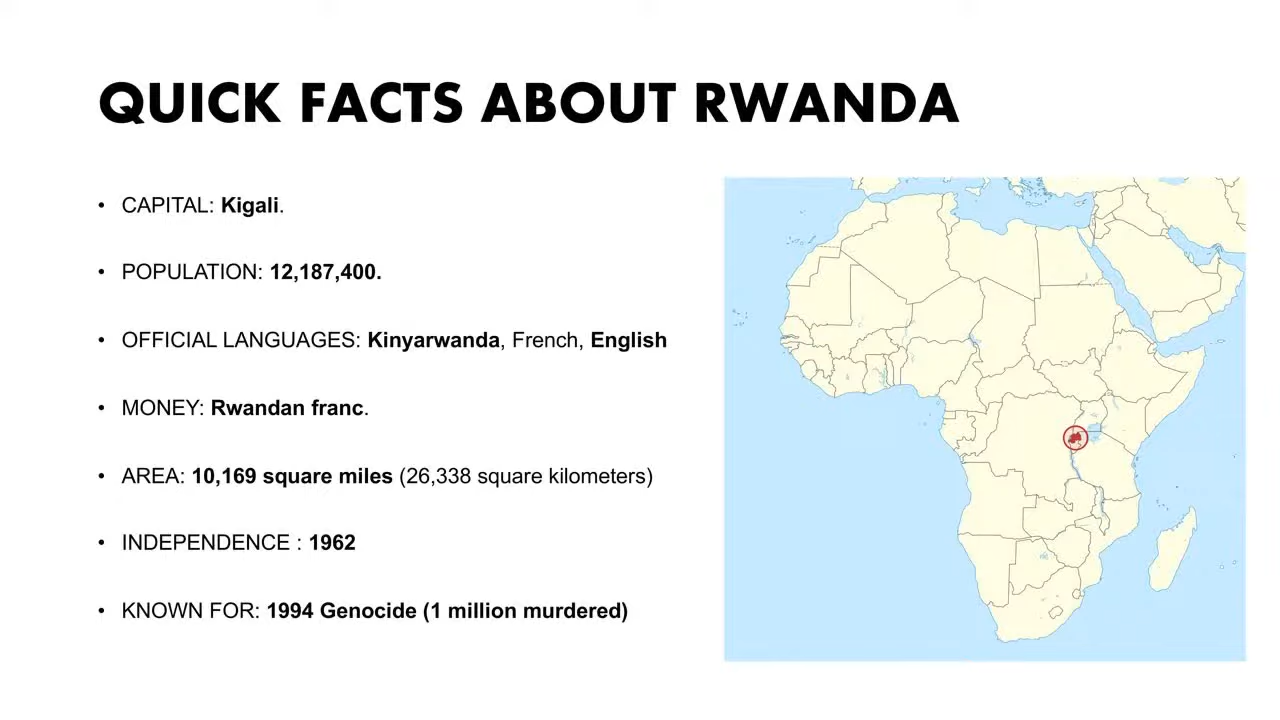 QUICK FACTS ABOUT RWANDA
• CAPITAL: Kigali.
• POPULATION: 12,187,400.
• OFFICIAL LANGUAGES: Kinyarwanda, French, English
• MONEY: Rwandan franc.
• AREA: 10,169 square miles (26,338 square kilometers)
• INDEPENDENCE : 1962
• KNOWN FOR: 1994 Genocide (1 million murdered)